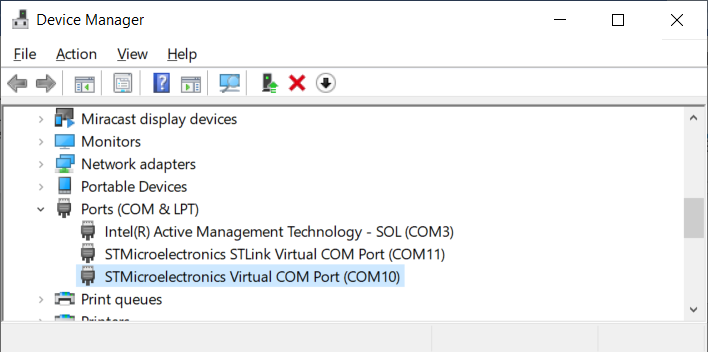 Device Manager
File Action View Help
Miracast display devices
Monitors
Network adapters
Portable Devices
Ports (COM & LPT)
Intel(R) Active Management Technology - SOL (COM3)
STMicroelectronics STLink Virtual COM Port (COM11)
STMicroelectronics Virtual COM Port (COM10)
Print queues
Printers